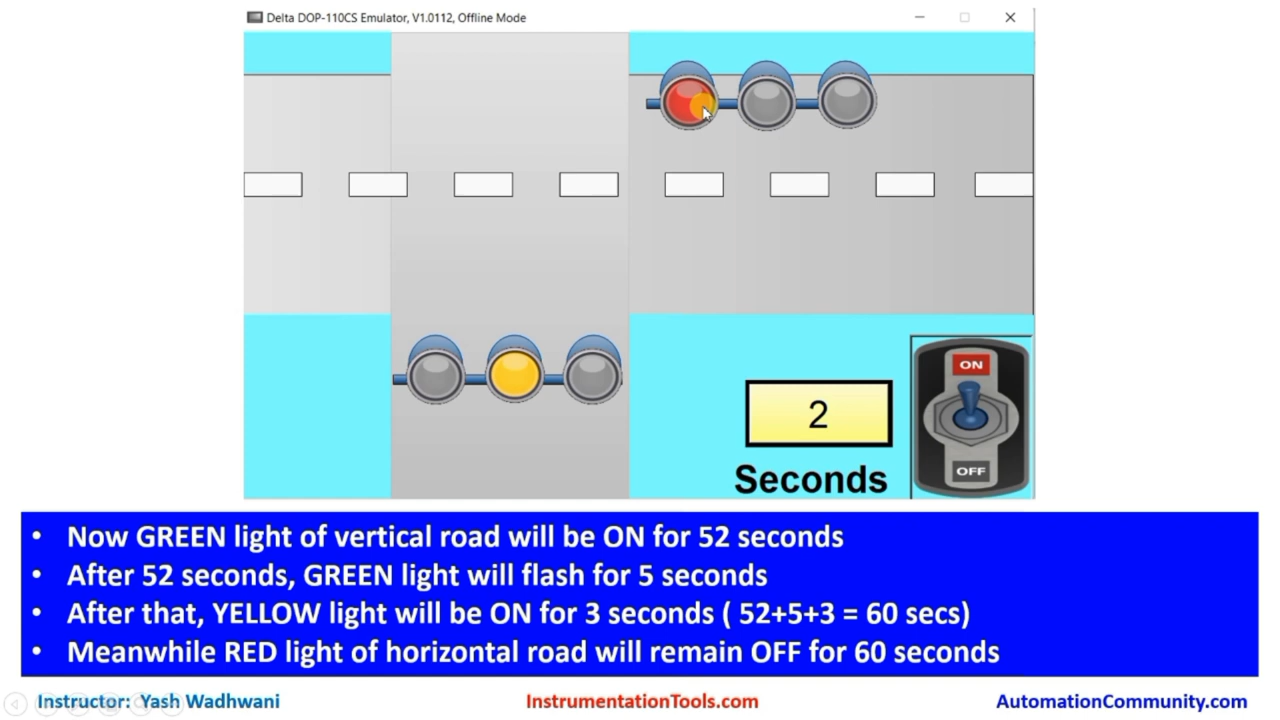 Delta DOP-110CS Emulator, V1.0112, Offline Mode
ON
2
OFF
Seconds
• Now GREEN light of vertical road will be ON for 52 seconds
• After 52 seconds, GREEN light will flash for 5 seconds
• After that, YELLOW light will be ON for 3 seconds ( 52+5+3 = 60 secs)
• Meanwhile RED light of horizontal road will remain OFF for 60 seconds
Instructor: Yash Wadhwani
InstrumentationTools.com
AutomationCommunity.com